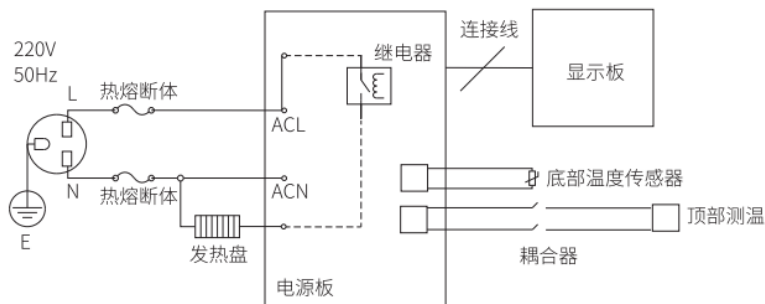 220V
50Hz
L
热熔断体
ACL
继电器
连接线
显示板
N
热熔断体
ACN
E
发热盘
电源板
底部温度传感器
顶部测温
耦合器